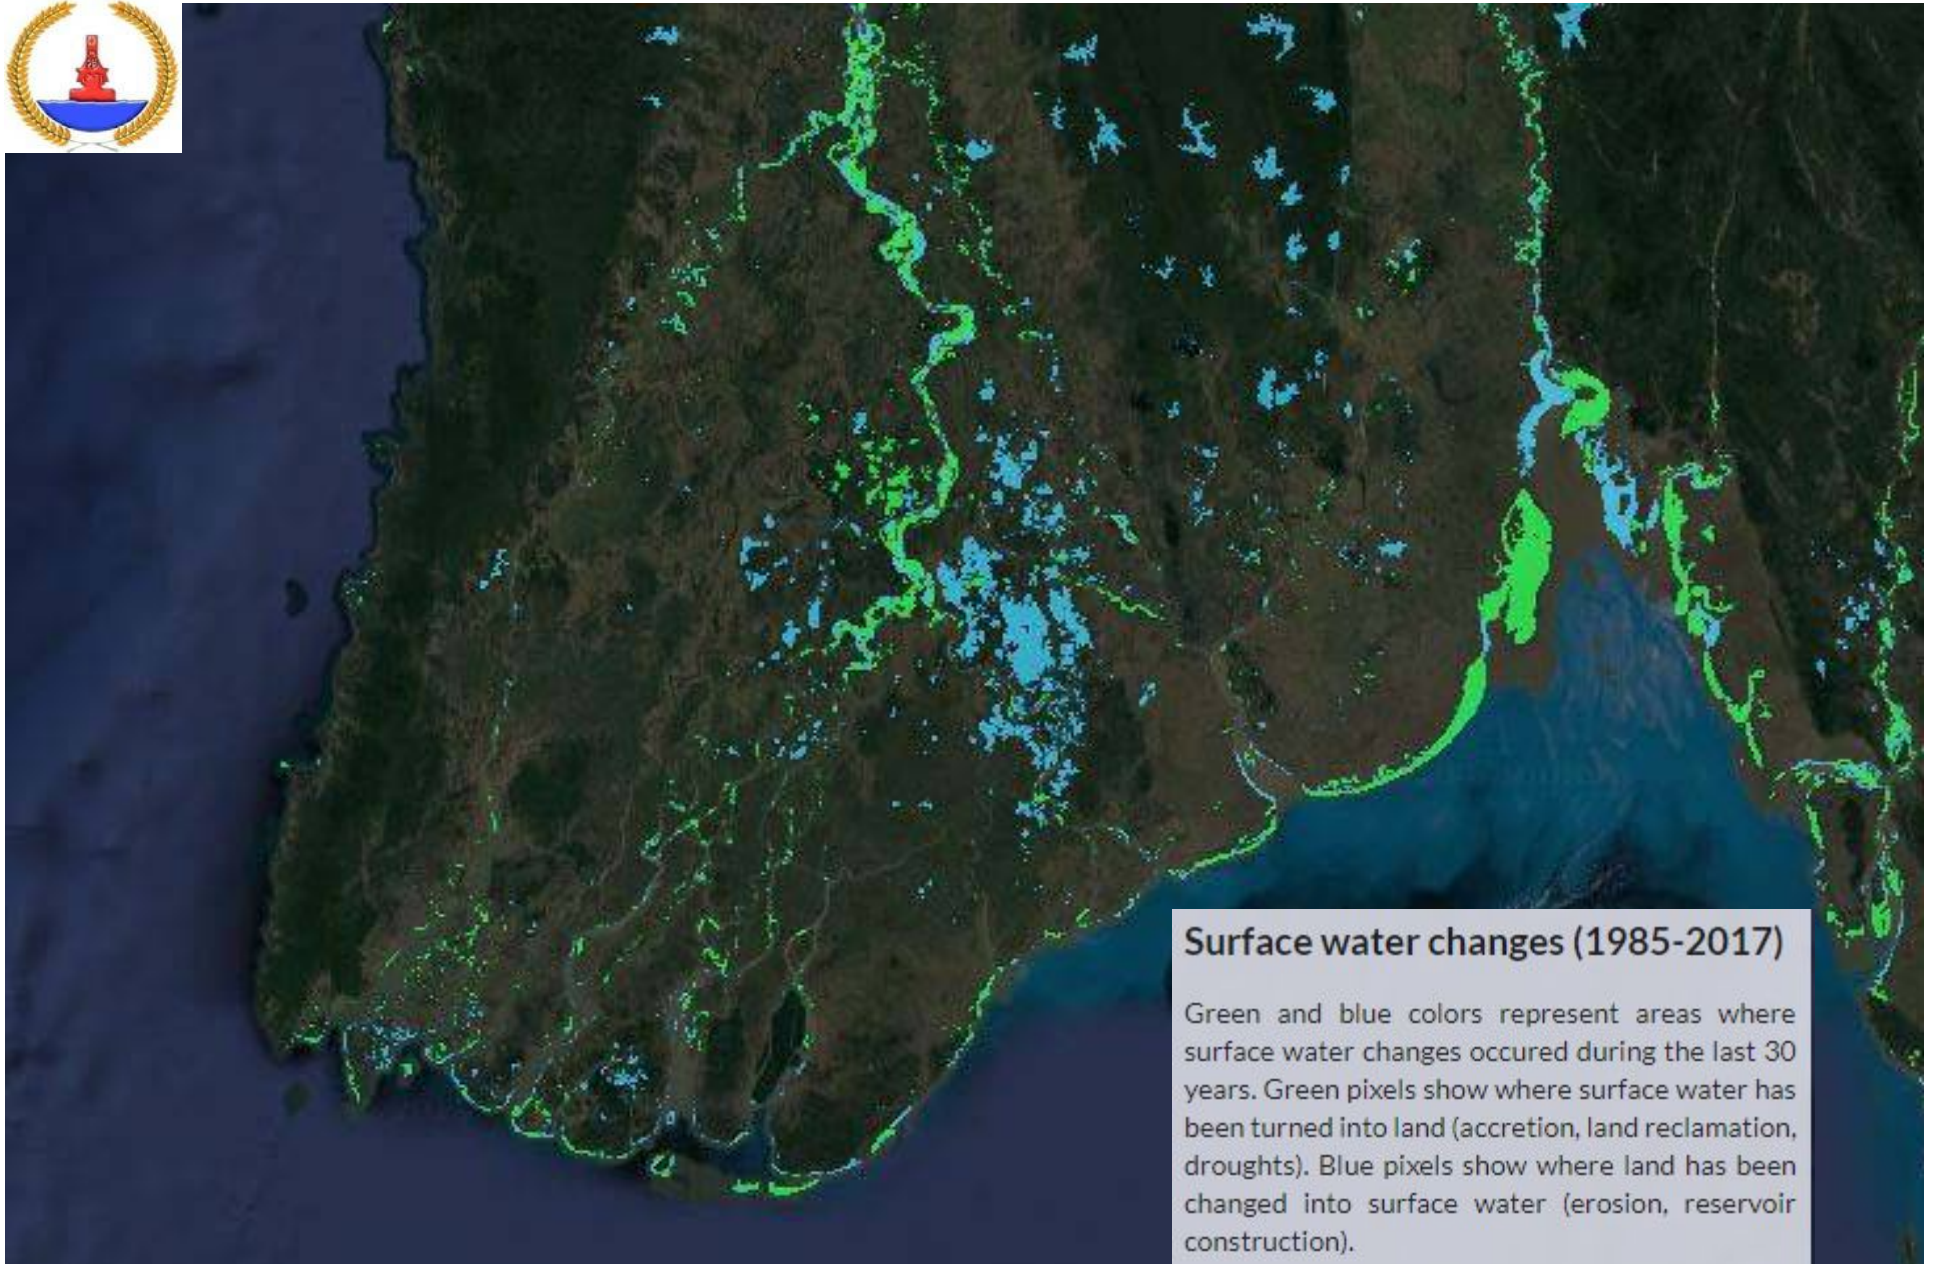 Surface water changes (1985-2017)
Green and blue colors represent areas where
surface water changes occured during the last 30
years. Green pixels show where surface water has
been turned into land (accretion, land reclamation,
droughts). Blue pixels show where land has been
changed into surface water (erosion, reservoir
construction).